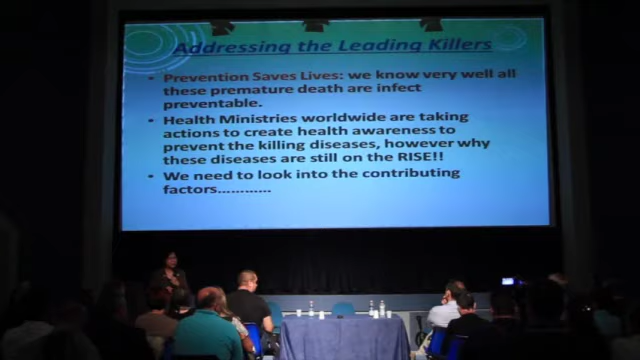 Addressing the Leading Killers
• Prevention Saves Lives: we know very well all
these premature death are infect
preventable.
• Health Ministries worldwide are taking
actions to create health awareness to
prevent the killing diseases, however why
these diseases are still on the RISE!!
• We need to look into the contributing
factors…………